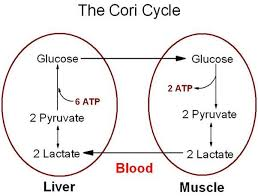 The Cori Cycle
Glucose
Glucose
6 ATP
2 ATP
2 Pyruvate
2 Pyruvate
2 Lactate
2 Lactate
Blood
Liver
Muscle